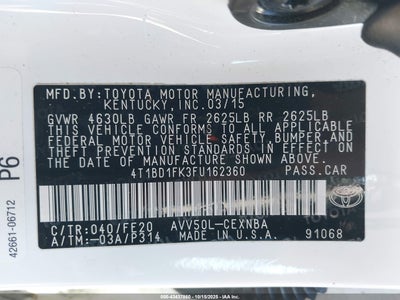 MFD.BY:TOYOTA MOTOR MANUFACTURING,
KENTUCKY,INC.03/15
GVWR 4630LB GAWR FR 2625LB RR 2625LB
THIS VEHICLE CONFORMS TO ALL APPLICABLE
FEDERAL MOTOR VEHICLE SAFETY, BUMPER, AND
THEFT PREVENTION STANDARDS IN EFFECT ON
THE DATE OF MANUFACTURE SHOWN ABOVE.
4T1BD1FK3FU162360 PASS.CAR
C/TR:040/FE20 AVV50L-CEXNBA
A/TM:-03A/P314 MADE IN U.S.A. 91068
TOYOTA
P6
42661-06712